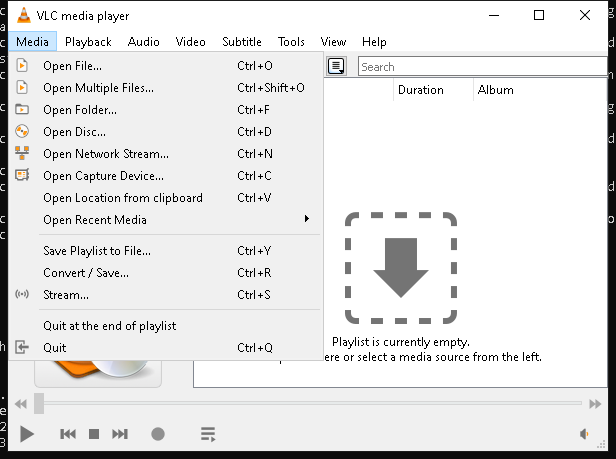 VLC media player
Media Playback Audio Video Subtitle Tools View Help
Open File... Ctrl+O
Search
Open Multiple Files... Ctrl+Shift+O
Duration Album
Open Folder... Ctrl+F
Open Disc... Ctrl+D
Open Network Stream... Ctrl+N
Open Capture Device... Ctrl+C
Open Location from clipboard Ctrl+V
Open Recent Media
Save Playlist to File... Ctrl+Y
Convert / Save... Ctrl+R
Stream... Ctrl+S
Quit at the end of playlist
Quit Ctrl+Q
Playlist is currently empty.
ere or select a media source from the left.